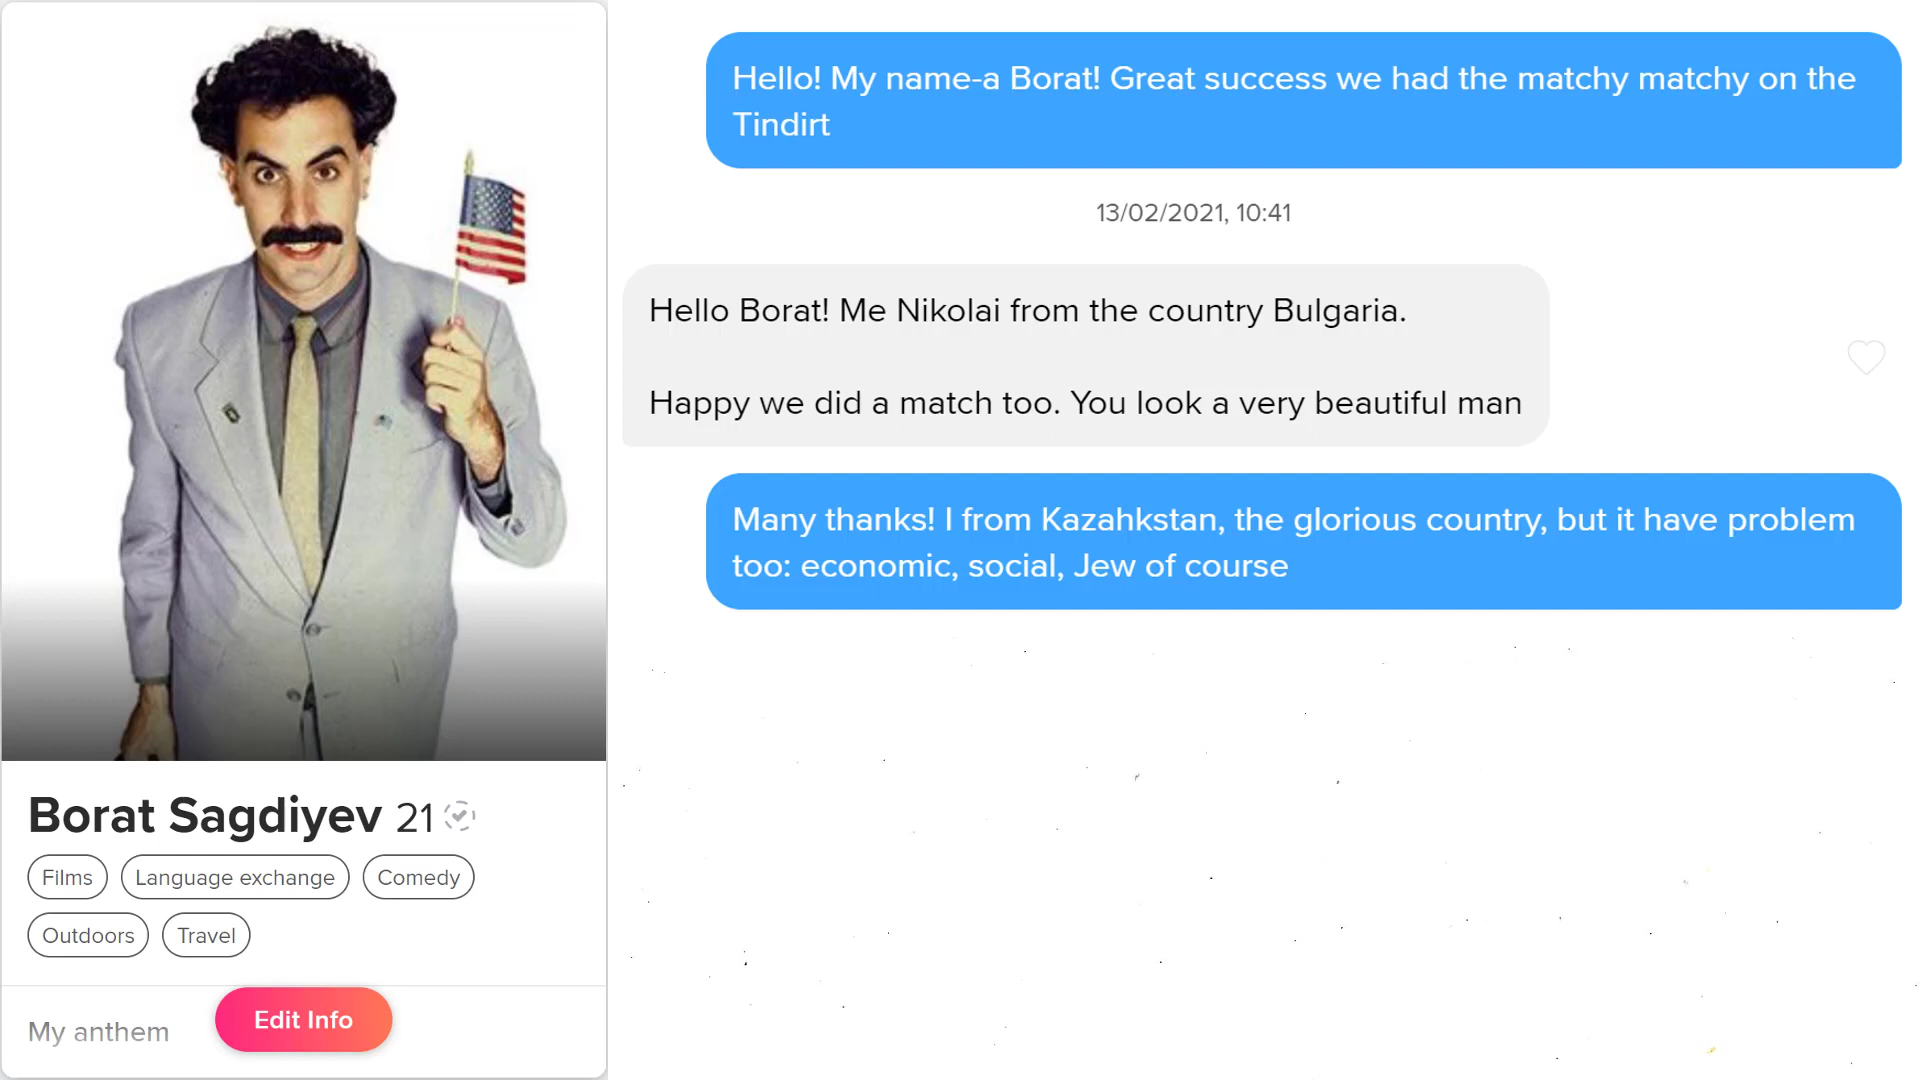 Borat Sagdiyev 21
Films
Language exchange
Comedy
Outdoors
Travel
My anthem
Edit Info
Hello! My name-a Borat! Great success we had the matchy matchy on the
Tindirt
13/02/2021, 10:41
Hello Borat! Me Nikolai from the country Bulgaria.
Happy we did a match too. You look a very beautiful man
Many thanks! I from Kazahkstan, the glorious country, but it have problem
too: economic, social, Jew of course